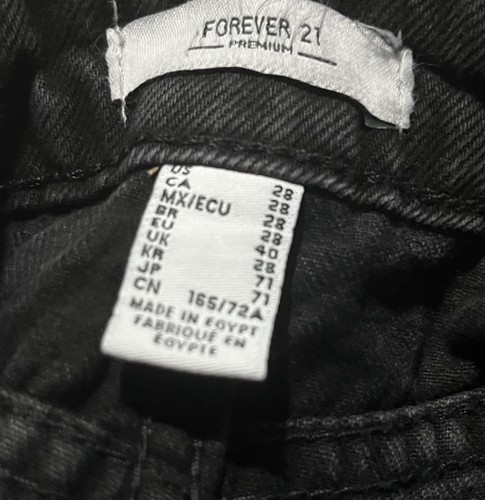 FOREVER 21
PREMIUM
US 28
CA 28
MX/ECU 28
BR 28
EU 40
UK 28
KR 71
JP 71
CN 165/72A
MADE IN EGYPT
FABRIQUÉ EN
ÉGYPTE